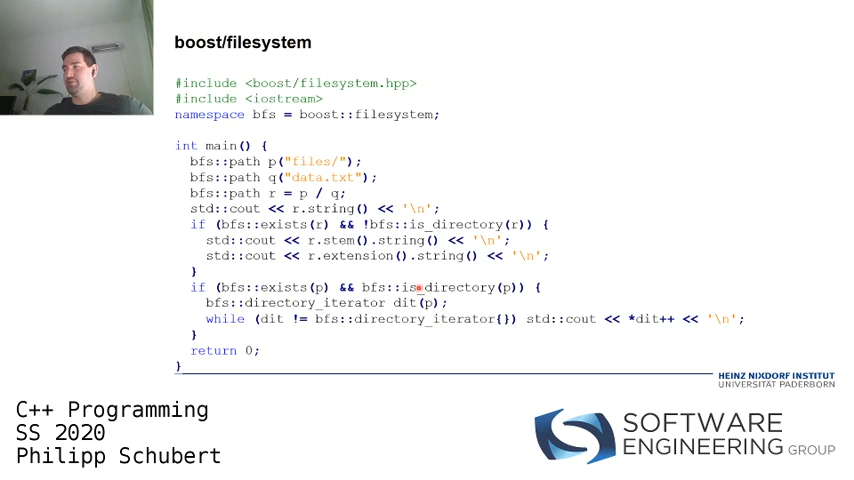 boost/filesystem
#include <boost/filesystem.hpp>
#include <iostream>
namespace bfs = boost::filesystem;
int main() {
bfs::path p("files/");
bfs::path q("data.txt");
bfs::path r = p / q;
std::cout << r.string() << '\n';
if (bfs::exists(r) && !bfs::is_directory(r)) {
std::cout << r.stem().string() << '\n';
std::cout << r.extension().string() << '\n';
}
if (bfs::exists(p) && bfs::is_directory(p)) {
bfs::directory_iterator dit(p);
while (dit != bfs::directory_iterator{}) std::cout << *dit++ << '\n';
}
return 0;
}
HEINZ NIXDORF INSTITUT
UNIVERSITÄT PADERBORN
C++ Programming
SS 2020
Philipp Schubert
SOFTWARE
ENGINEERING GROUP